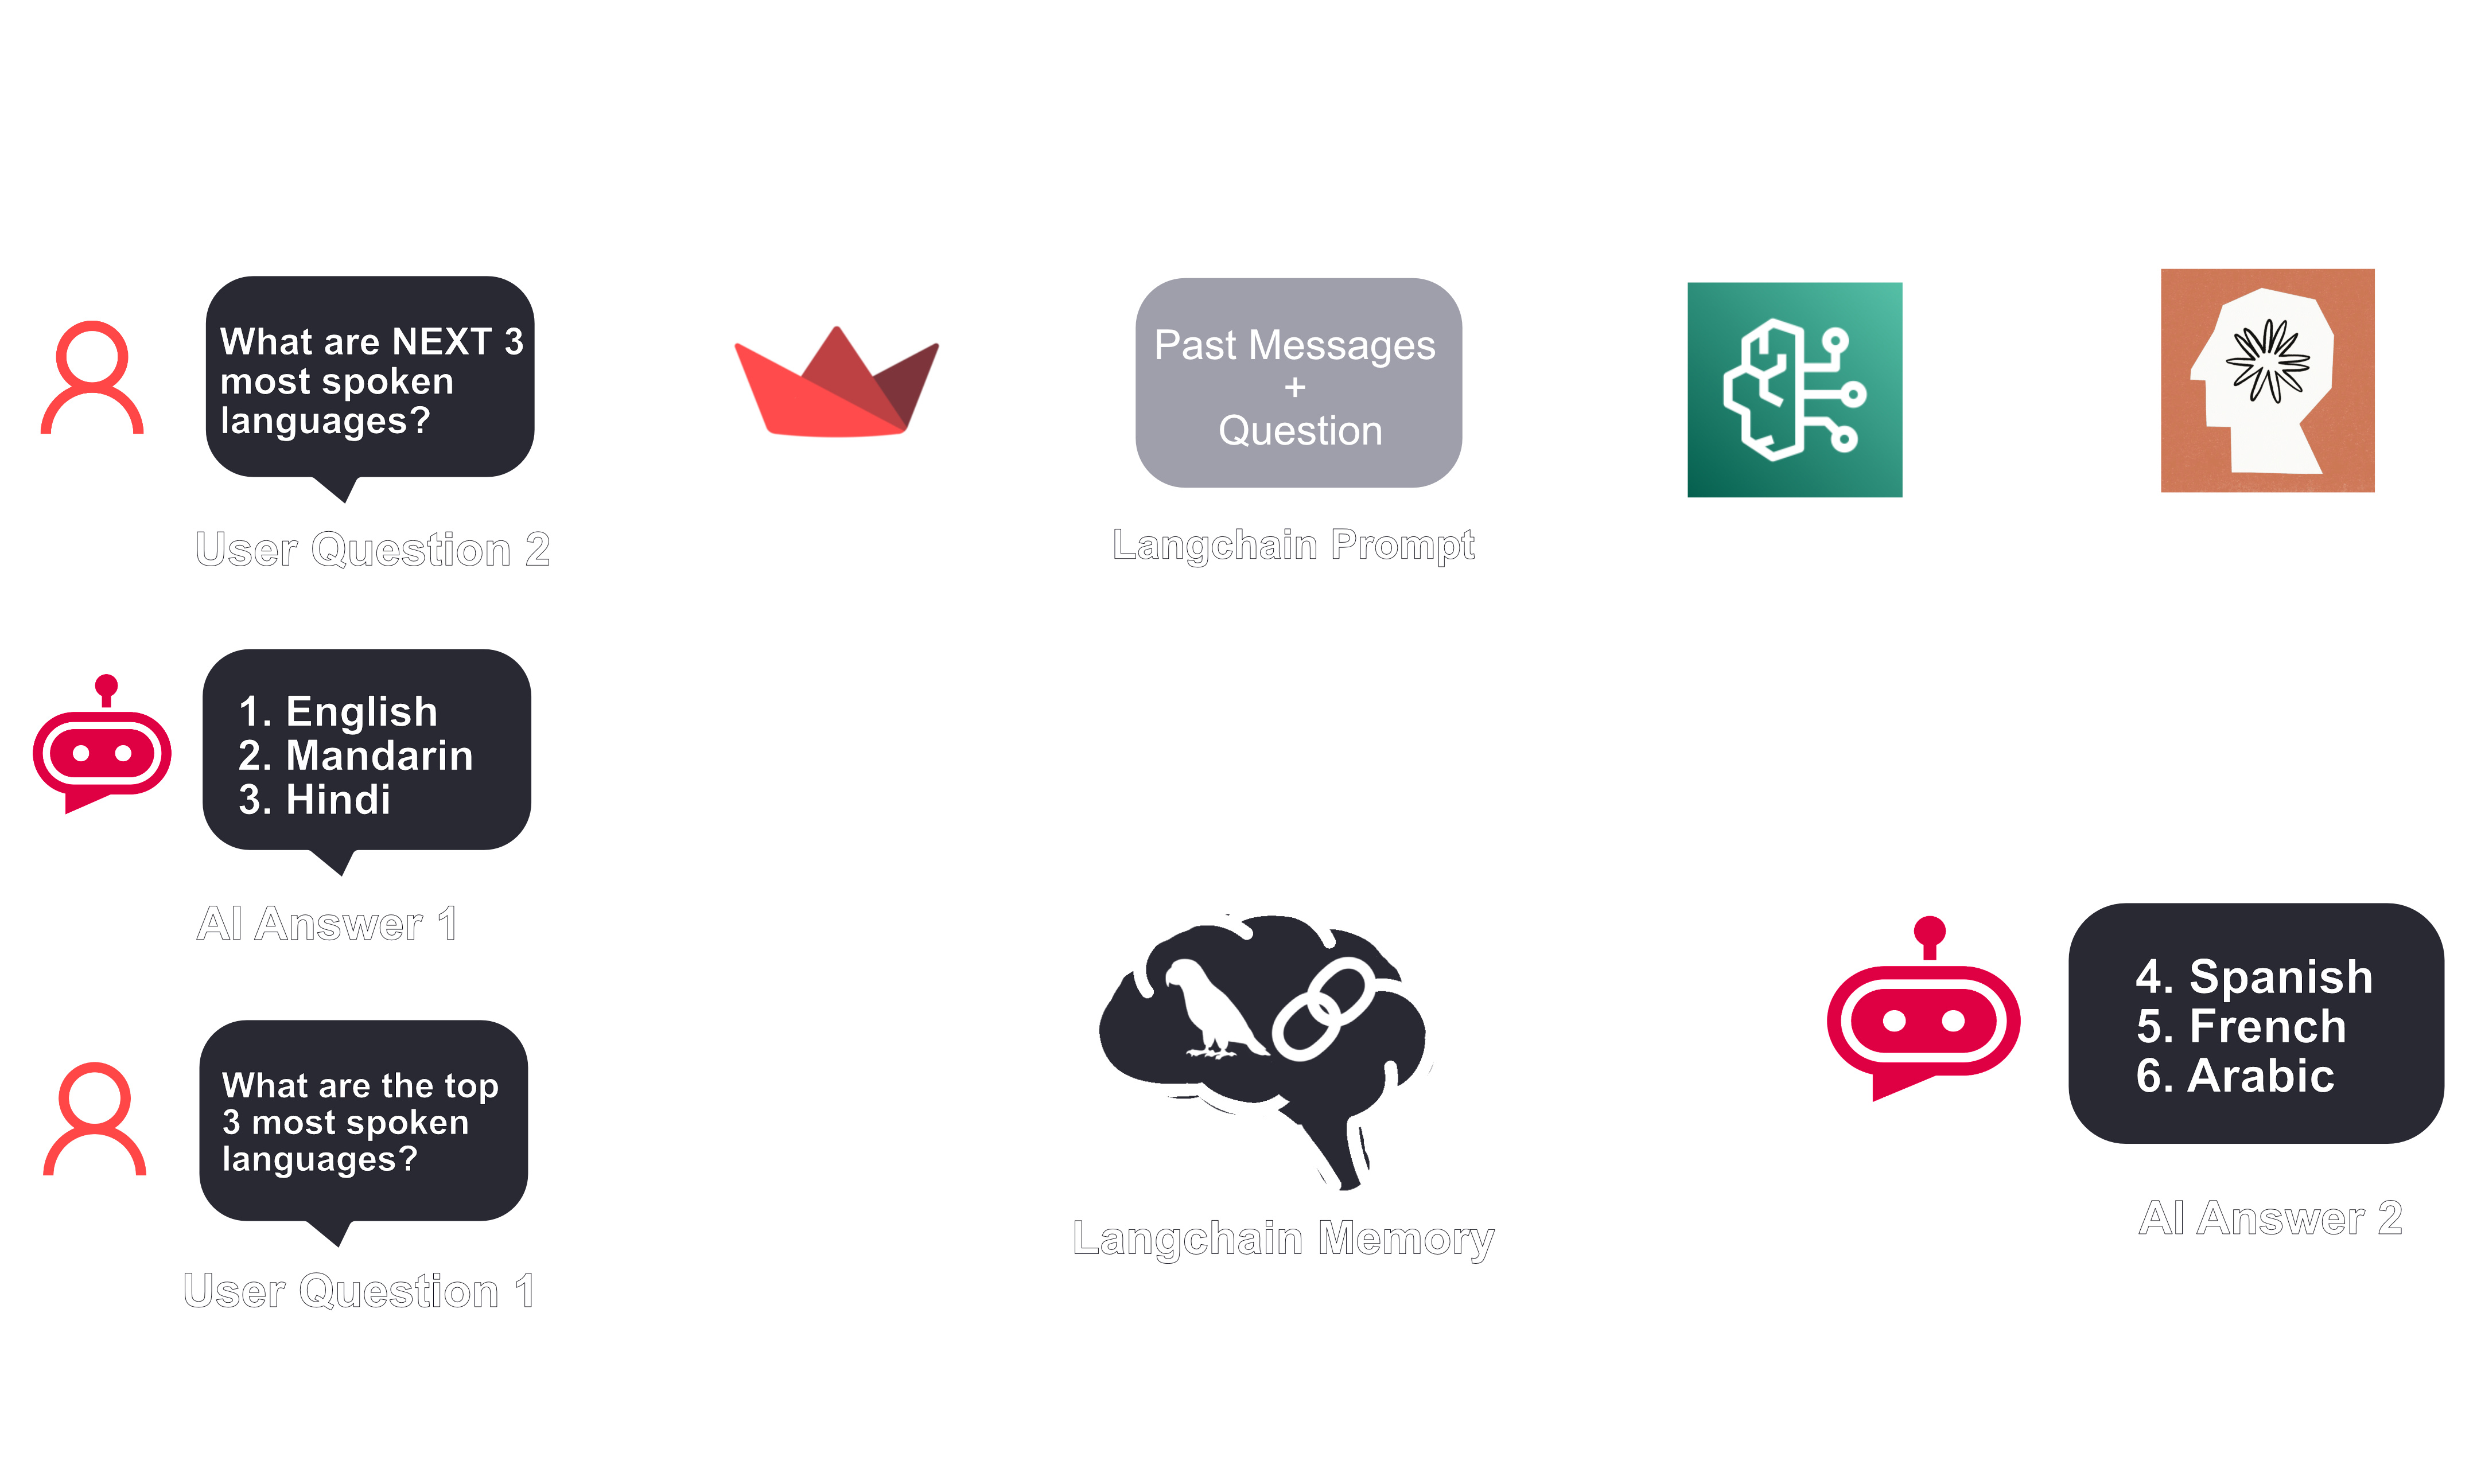 What are NEXT 3
most spoken
languages?
User Question 2
Past Messages
+
Question
Langchain Prompt
1. English
2. Mandarin
3. Hindi
AI Answer 1
What are the top
3 most spoken
languages?
User Question 1
Langchain Memory
4. Spanish
5. French
6. Arabic
AI Answer 2